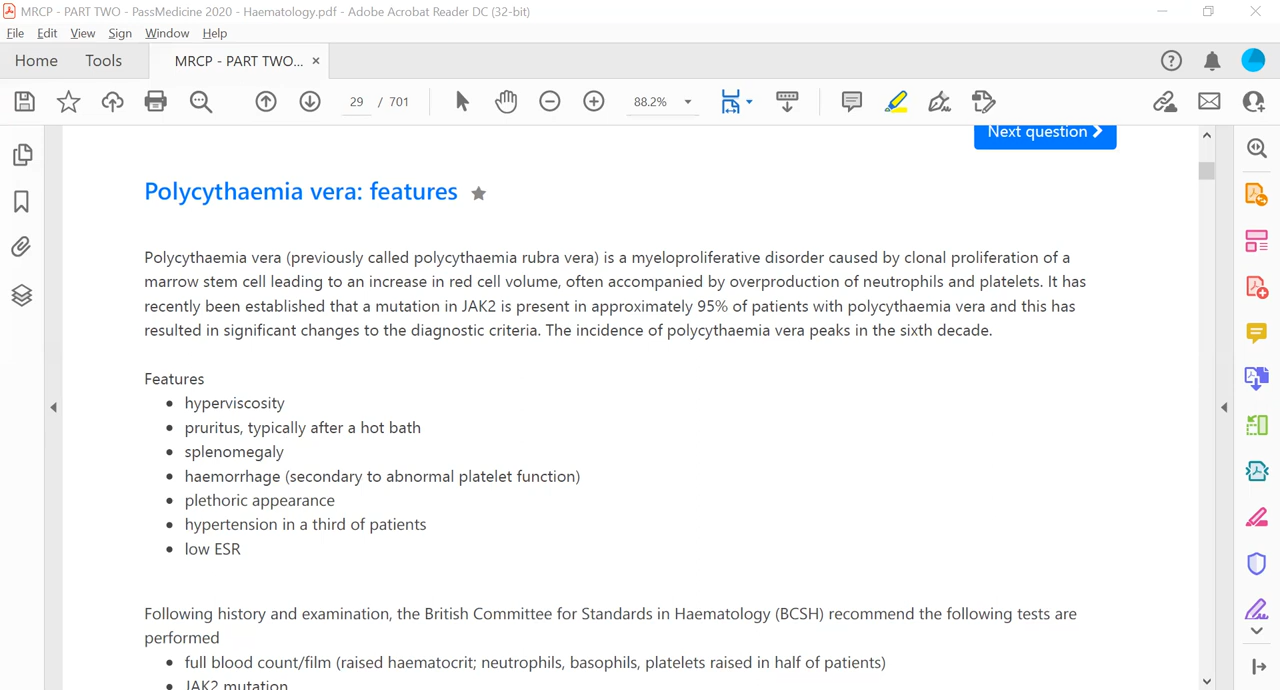 MRCP - PART TWO - PassMedicine 2020 - Haematology.pdf - Adobe Acrobat Reader DC (32-bit)
File Edit View Sign Window Help
Home Tools MRCP - PART TWO... ×
29 / 701 88.2%
Next question
Polycythaemia vera: features
Polycythaemia vera (previously called polycythaemia rubra vera) is a myeloproliferative disorder caused by clonal proliferation of a
marrow stem cell leading to an increase in red cell volume, often accompanied by overproduction of neutrophils and platelets. It has
recently been established that a mutation in JAK2 is present in approximately 95% of patients with polycythaemia vera and this has
resulted in significant changes to the diagnostic criteria. The incidence of polycythaemia vera peaks in the sixth decade.
Features
• hyperviscosity
• pruritus, typically after a hot bath
• splenomegaly
• haemorrhage (secondary to abnormal platelet function)
• plethoric appearance
• hypertension in a third of patients
• low ESR
Following history and examination, the British Committee for Standards in Haematology (BCSH) recommend the following tests are
performed
• full blood count/film (raised haematocrit; neutrophils, basophils, platelets raised in half of patients)
• JAK2 mutation